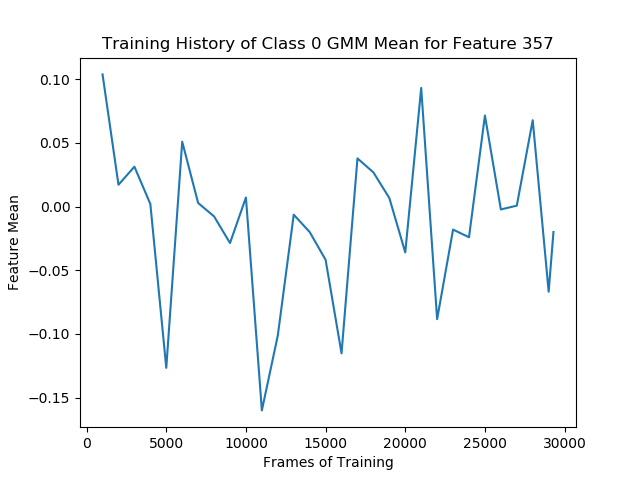 Training History of Class 0 GMM Mean for Feature 357
0.10
0.05
0.00
−0.05
−0.10
−0.15
Feature Mean
0 5000 10000 15000 20000 25000 30000
Frames of Training